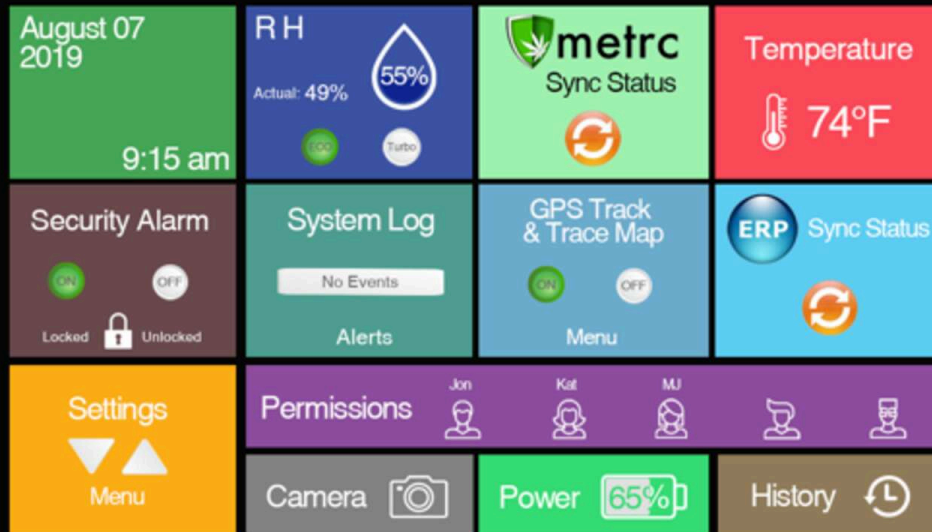 August 07
2019
9:15 am
RH
55%
Actual: 49%
ECO
Turbo
metrc
Sync Status
Temperature
74°F
Security Alarm
ON
OFF
Locked
Unlocked
System Log
No Events
Alerts
GPS Track
& Trace Map
ON
OFF
Menu
ERP
Sync Status
Settings
Menu
Permissions
Jon
Kat
MJ
Camera
Power
65%
History